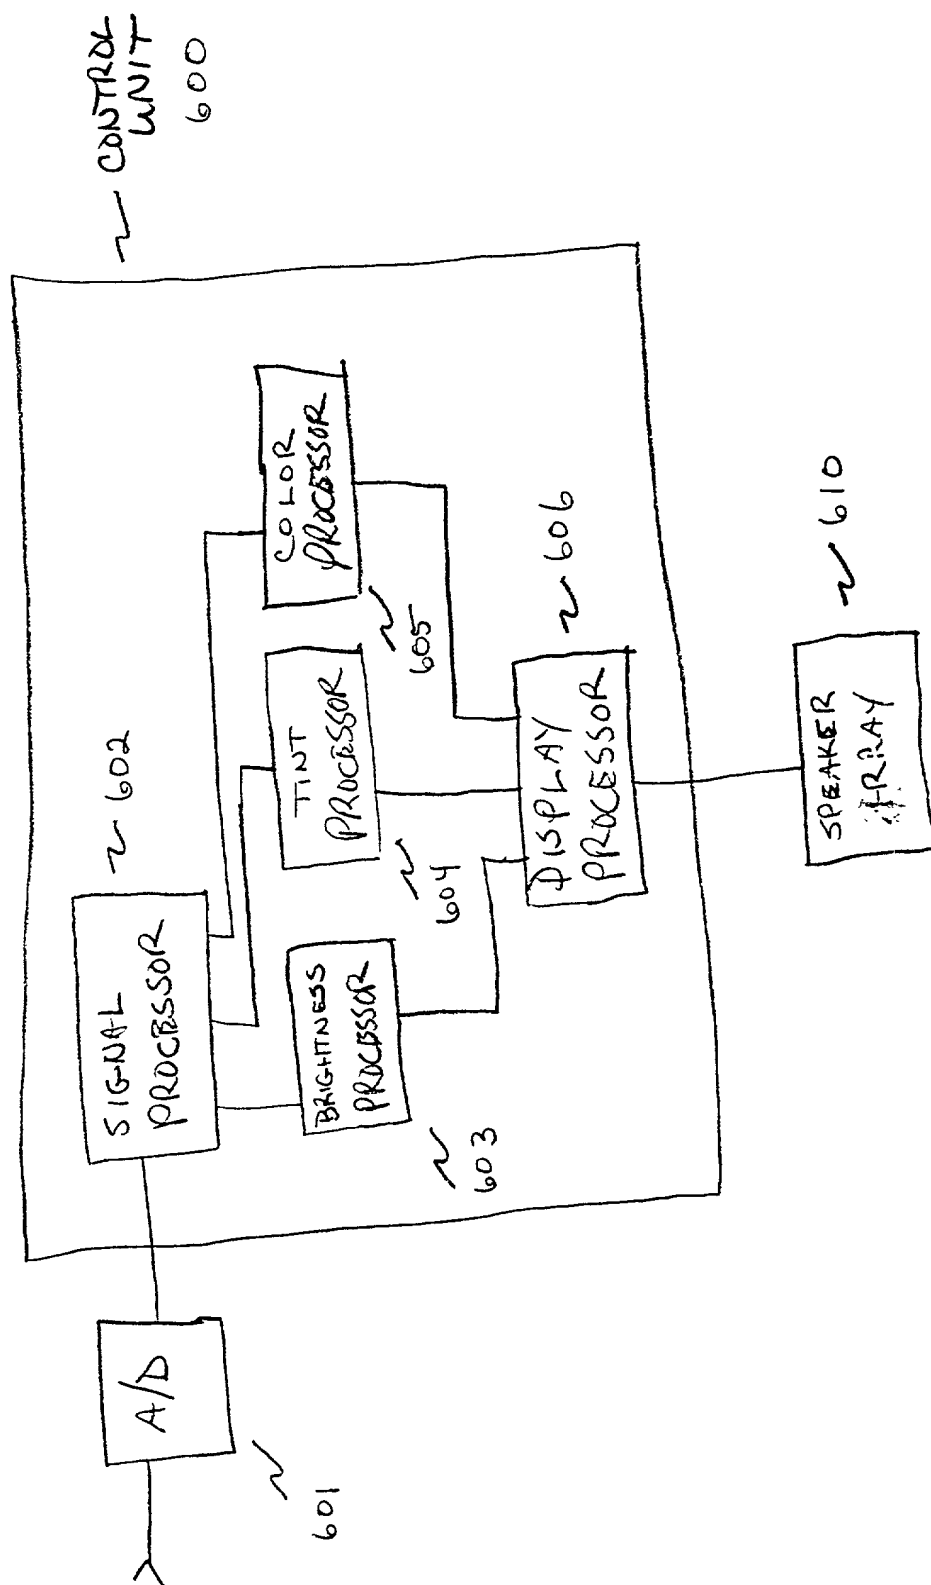 CONTROL
UNIT
600
SIGNAL
PROCESSOR
602
A/D
601
BRIGHTNESS
PROCESSOR
603
TINT
PROCESSOR
604
COLOR
PROCESSOR
605
DISPLAY
PROCESSOR
606
SPEAKER
ARRAY
610